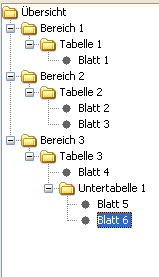 Übersicht
Bereich 1
Tabelle 1
Blatt 1
Bereich 2
Tabelle 2
Blatt 2
Blatt 3
Bereich 3
Tabelle 3
Blatt 4
Untertabelle 1
Blatt 5
Blatt 6